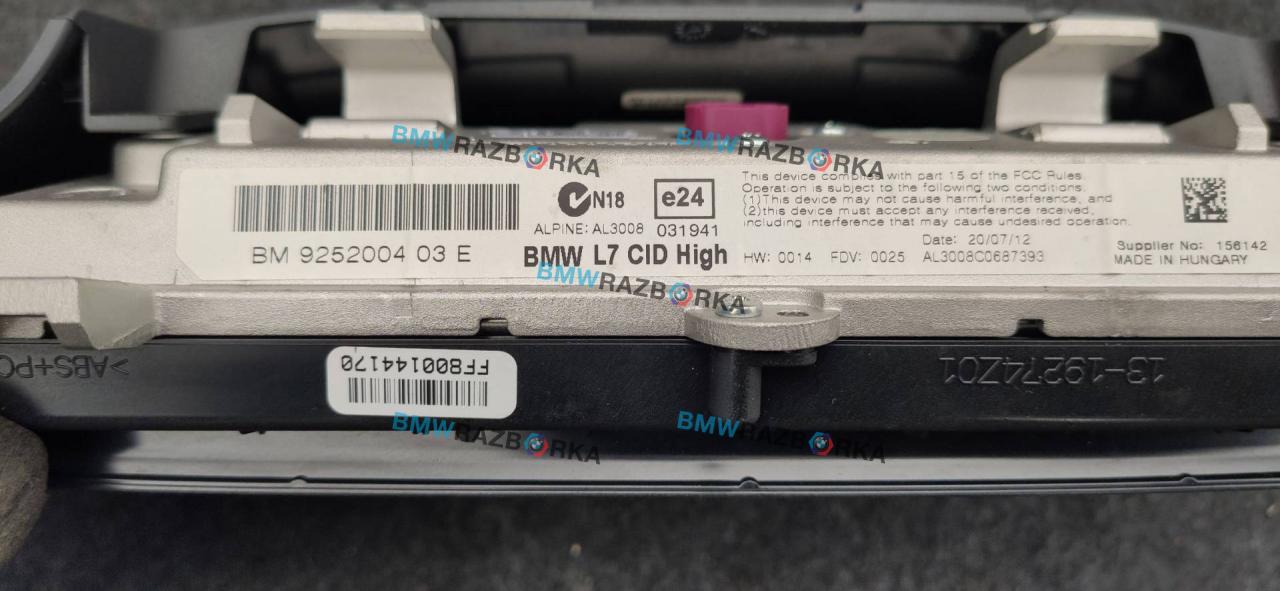 BMWRAZBORKA
BMWRAZBORKA
BM 9252004 03 E
N18
e24
ALPINE: AL3008 031941
BMW L7 CID High
This device complies with part 15 of the FCC Rules.
Operation is subject to the following two conditions.
(1)This device may not cause harmful interference, and
(2)this device must accept any interference received,
including interference that may cause undesired operation.
Date: 20/07/12
HW: 0014 FDV: 0025 AL3008C0687393
Supplier No: 156142
MADE IN HUNGARY
BMWRAZBORKA
>ABS+PC
FF800144170
13-19274Z01
BMWRAZBORKA
BMWRAZBORKA